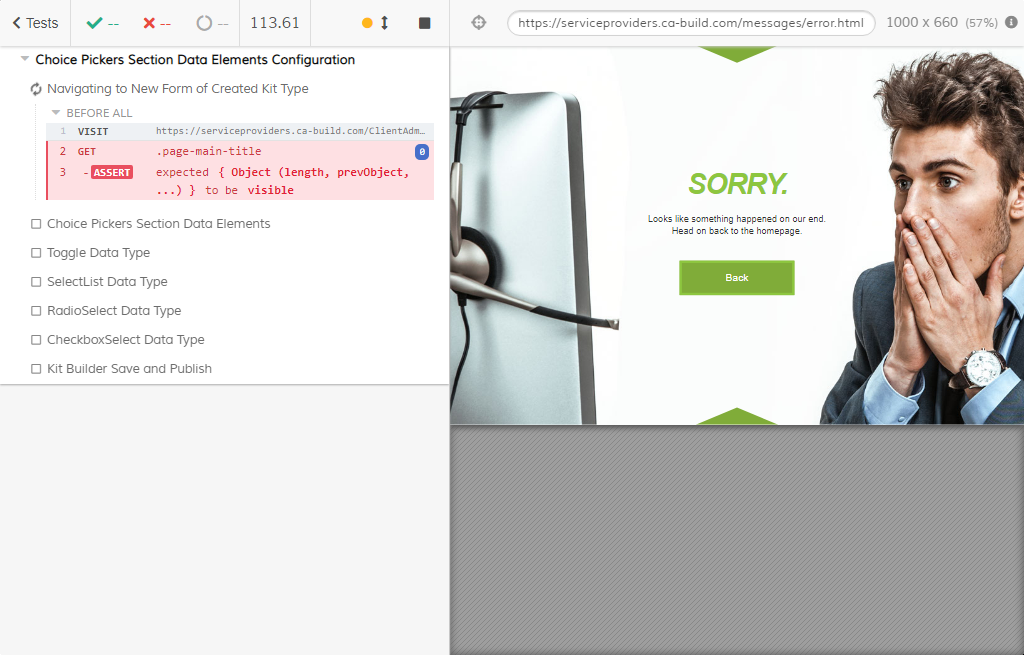 Tests
--
--
--
113.61
https://serviceproviders.ca-build.com/messages/error.html
1000 x 660 (57%)
Choice Pickers Section Data Elements Configuration
Navigating to New Form of Created Kit Type
BEFORE ALL
1 VISIT https://serviceproviders.ca-build.com/ClientAdm…
2 GET .page-main-title 0
3 -ASSERT expected { Object (length, prevObject,
...) } to be visible
Choice Pickers Section Data Elements
Toggle Data Type
SelectList Data Type
RadioSelect Data Type
CheckboxSelect Data Type
Kit Builder Save and Publish
SORRY.
Looks like something happened on our end.
Head on back to the homepage.
Back